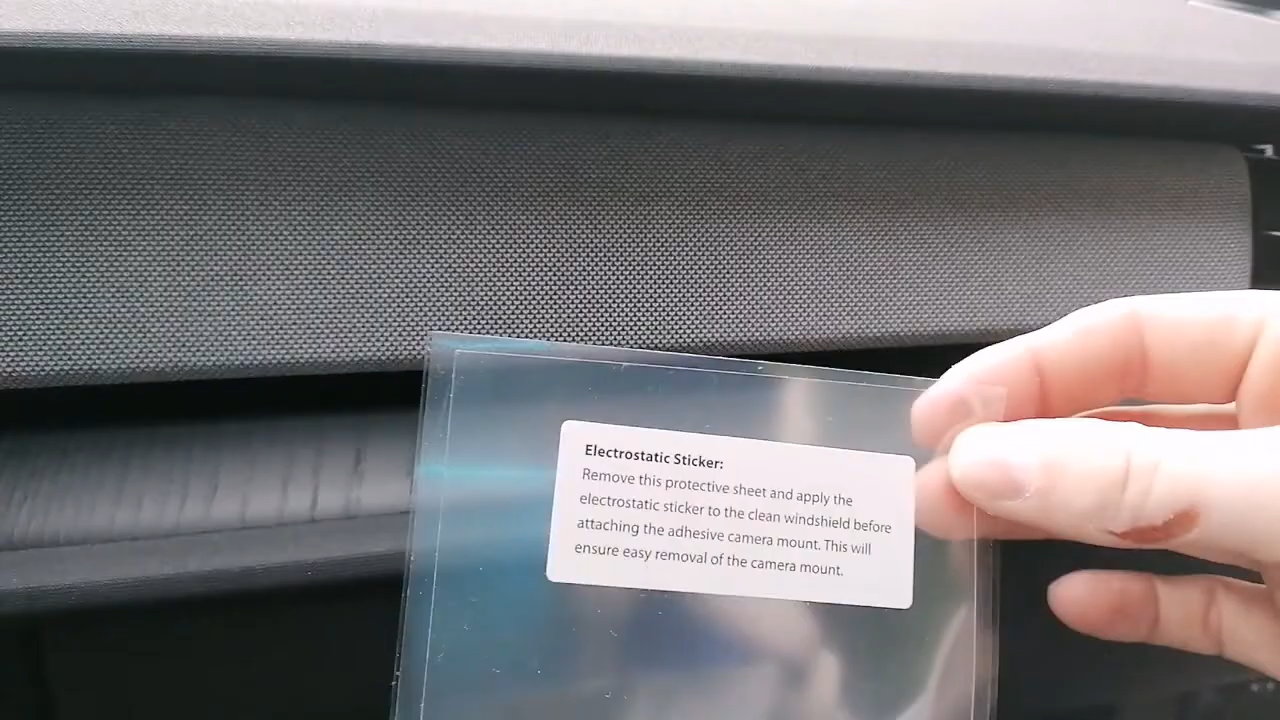 Electrostatic Sticker:
Remove this protective sheet and apply the
electrostatic sticker to the clean windshield before
attaching the adhesive camera mount. This will
ensure easy removal of the camera mount.